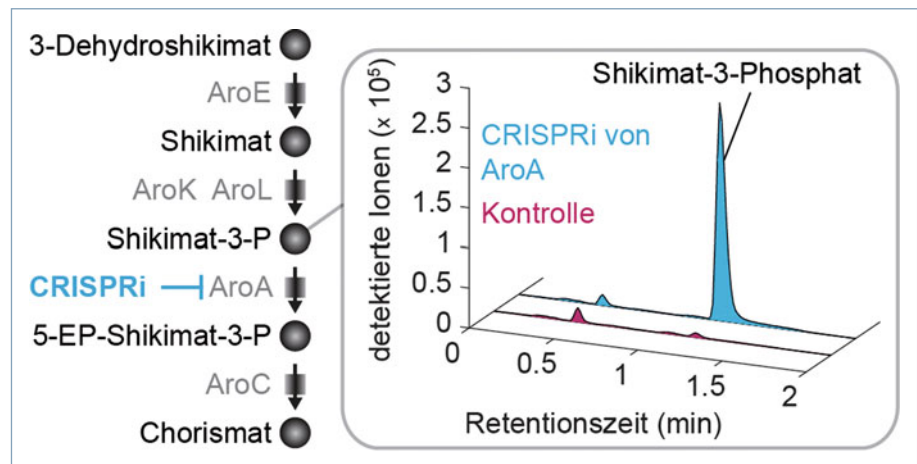 3-Dehydroshikimat
AroE
Shikimat
AroK AroL
Shikimat-3-P
CRISPRi
AroA
5-EP-Shikimat-3-P
AroC
Chorismat
Shikimat-3-Phosphat
CRISPRi von
AroA
Kontrolle
detektierte Ionen (x 10⁵)
3
2.5
2
1.5
1
0.5
0
0
0.5
1
1.5
2
Retentionszeit (min)